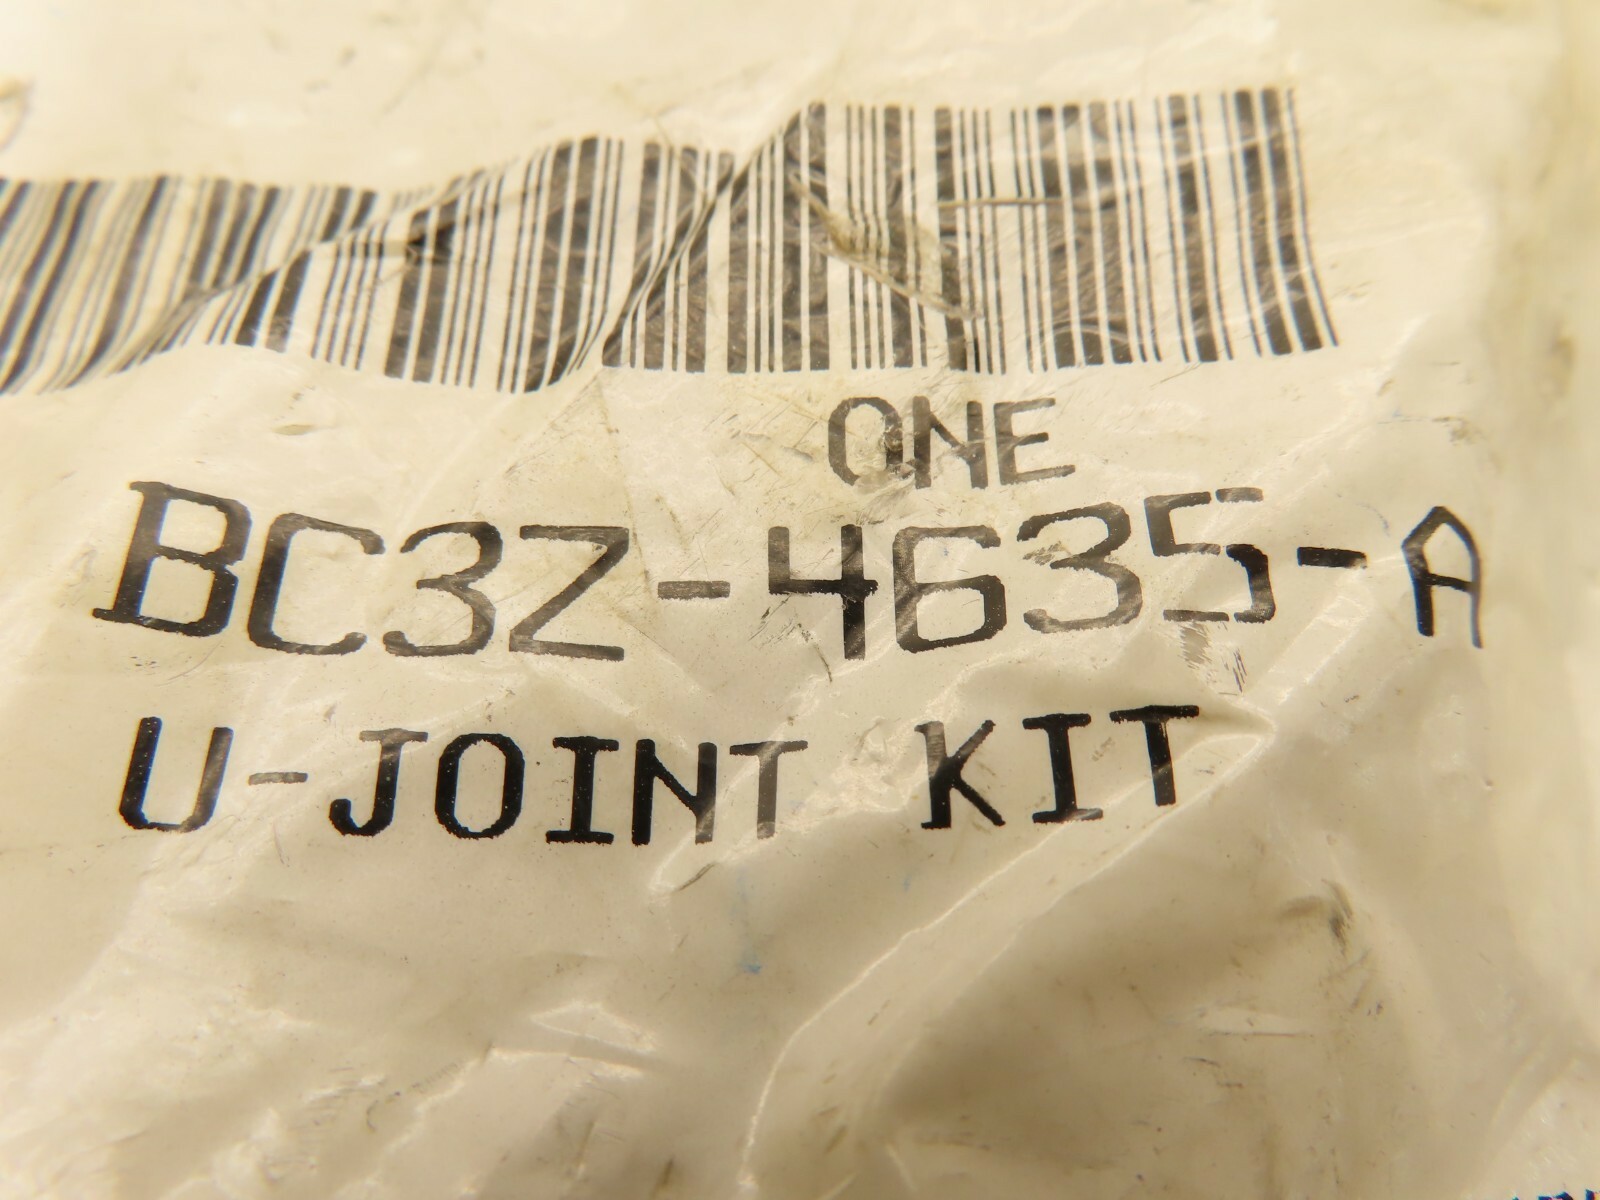 ONE
BC3Z-4635-A
U-JOINT KIT